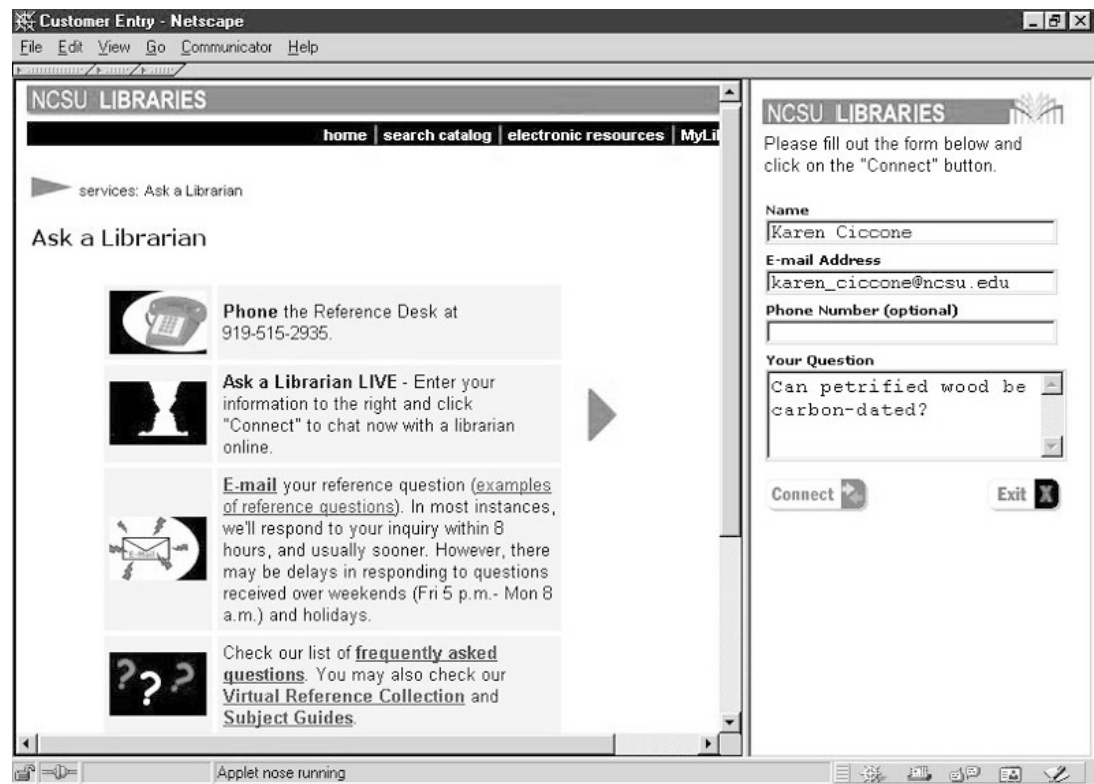 Customer Entry - Netscape
File Edit View Go Communicator Help
NCSU LIBRARIES
home | search catalog | electronic resources | MyLi
services: Ask a Librarian
Ask a Librarian
Phone the Reference Desk at
919-515-2935.
Ask a Librarian LIVE - Enter your
information to the right and click
"Connect" to chat now with a librarian
online.
E-Mail
E-mail your reference question (examples
of reference questions). In most instances,
we'll respond to your inquiry within 8
hours, and usually sooner. However, there
may be delays in responding to questions
received over weekends (Fri 5 p.m.- Mon 8
a.m.) and holidays.
???
Check our list of frequently asked
questions. You may also check our
Virtual Reference Collection and
Subject Guides.
NCSU LIBRARIES
Please fill out the form below and
click on the "Connect" button.
Name
Karen Ciccone
E-mail Address
karen_ciccone@ncsu.edu
Phone Number (optional)
Your Question
Can petrified wood be
carbon-dated?
Connect
Exit X
Applet nose running